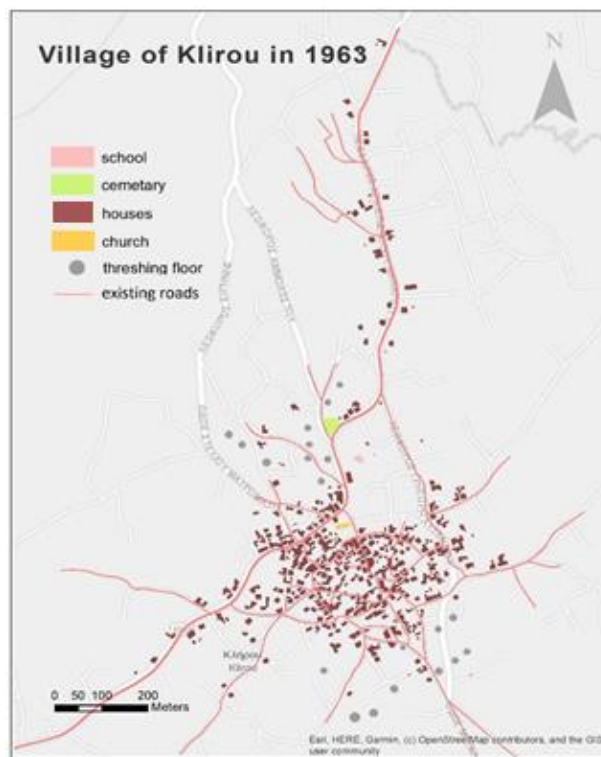 Village of Klirou in 1963
N
school
cemetary
houses
church
threshing floor
existing roads
Κλήρου
Klirou
0 50 100 200
Meters
Esri, HERE, Garmin, (c) OpenStreetMap contributors, and the GIS
user community